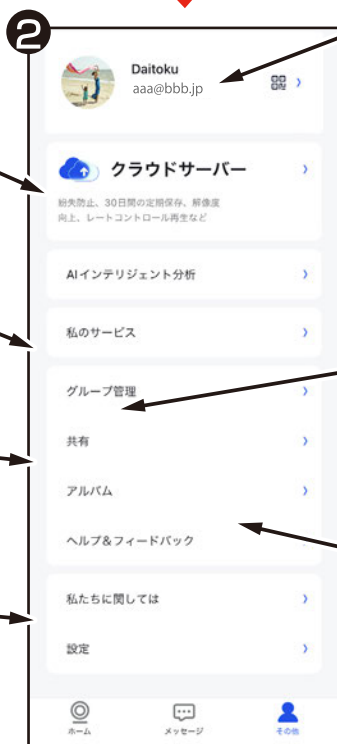 2
Daitoku
aaa@bbb.jp
クラウドサーバー
紛失防止、30日間の定期保存、解像度
向上、レートコントロール再生など
AIインテリジェント分析
私のサービス
グループ管理
共有
アルバム
ヘルプ&フィードバック
私たちに関しては
設定
ホーム
メッセージ
その他